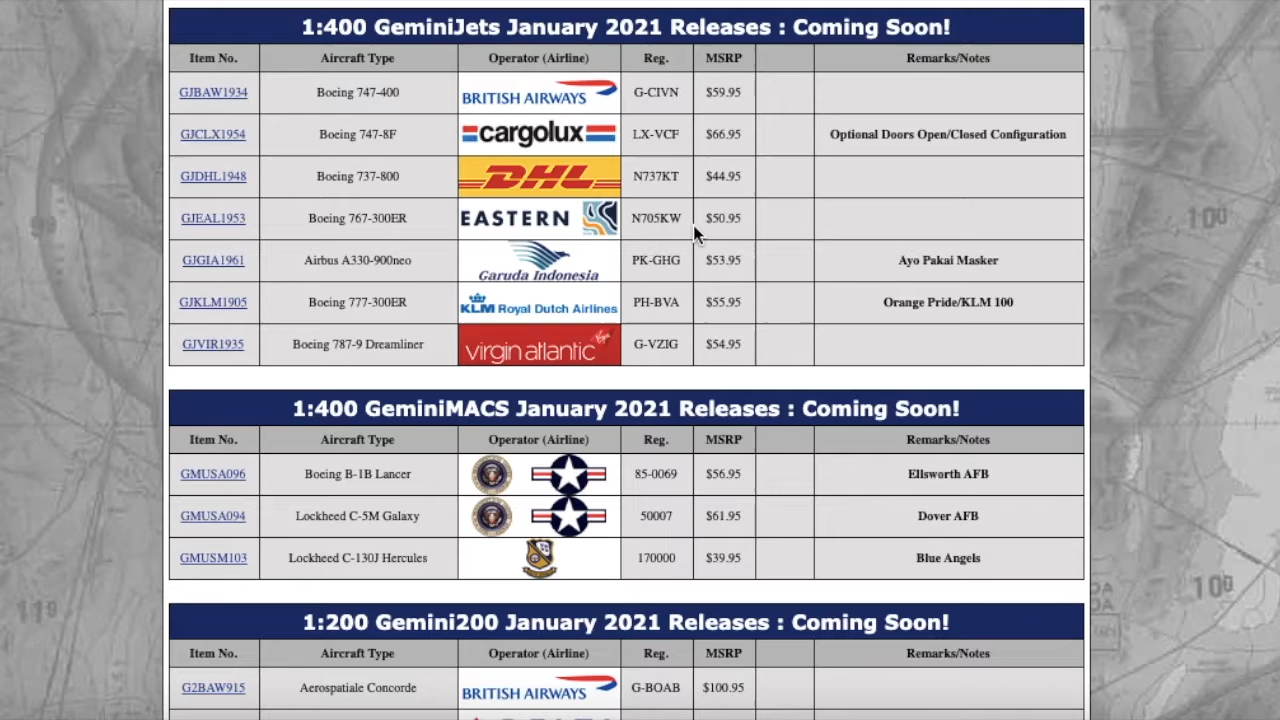 1:400 GeminiJets January 2021 Releases : Coming Soon!
Item No. Aircraft Type Operator (Airline) Reg. MSRP Remarks/Notes
GJBAW1934 Boeing 747-400 BRITISH AIRWAYS G-CIVN $59.95
GJCLX1954 Boeing 747-8F cargolux LX-VCF $66.95 Optional Doors Open/Closed Configuration
GJDHL1948 Boeing 737-800 DHL N737KT $44.95
GJEAL1953 Boeing 767-300ER EASTERN N705KW $50.95
GJGIA1961 Airbus A330-900neo Garuda Indonesia PK-GHG $53.95 Ayo Pakai Masker
GJKLM1905 Boeing 777-300ER KLM Royal Dutch Airlines PH-BVA $55.95 Orange Pride/KLM 100
GJVIR1935 Boeing 787-9 Dreamliner virgin atlantic G-VZIG $54.95
1:400 GeminiMACS January 2021 Releases : Coming Soon!
Item No. Aircraft Type Operator (Airline) Reg. MSRP Remarks/Notes
GMUSA096 Boeing B-1B Lancer 85-0069 $56.95 Ellsworth AFB
GMUSA094 Lockheed C-5M Galaxy 50007 $61.95 Dover AFB
GMUSM103 Lockheed C-130J Hercules 170000 $39.95 Blue Angels
1:200 Gemini200 January 2021 Releases : Coming Soon!
Item No. Aircraft Type Operator (Airline) Reg. MSRP Remarks/Notes
G2BAW915 Aerospatiale Concorde BRITISH AIRWAYS G-BOAB $100.95